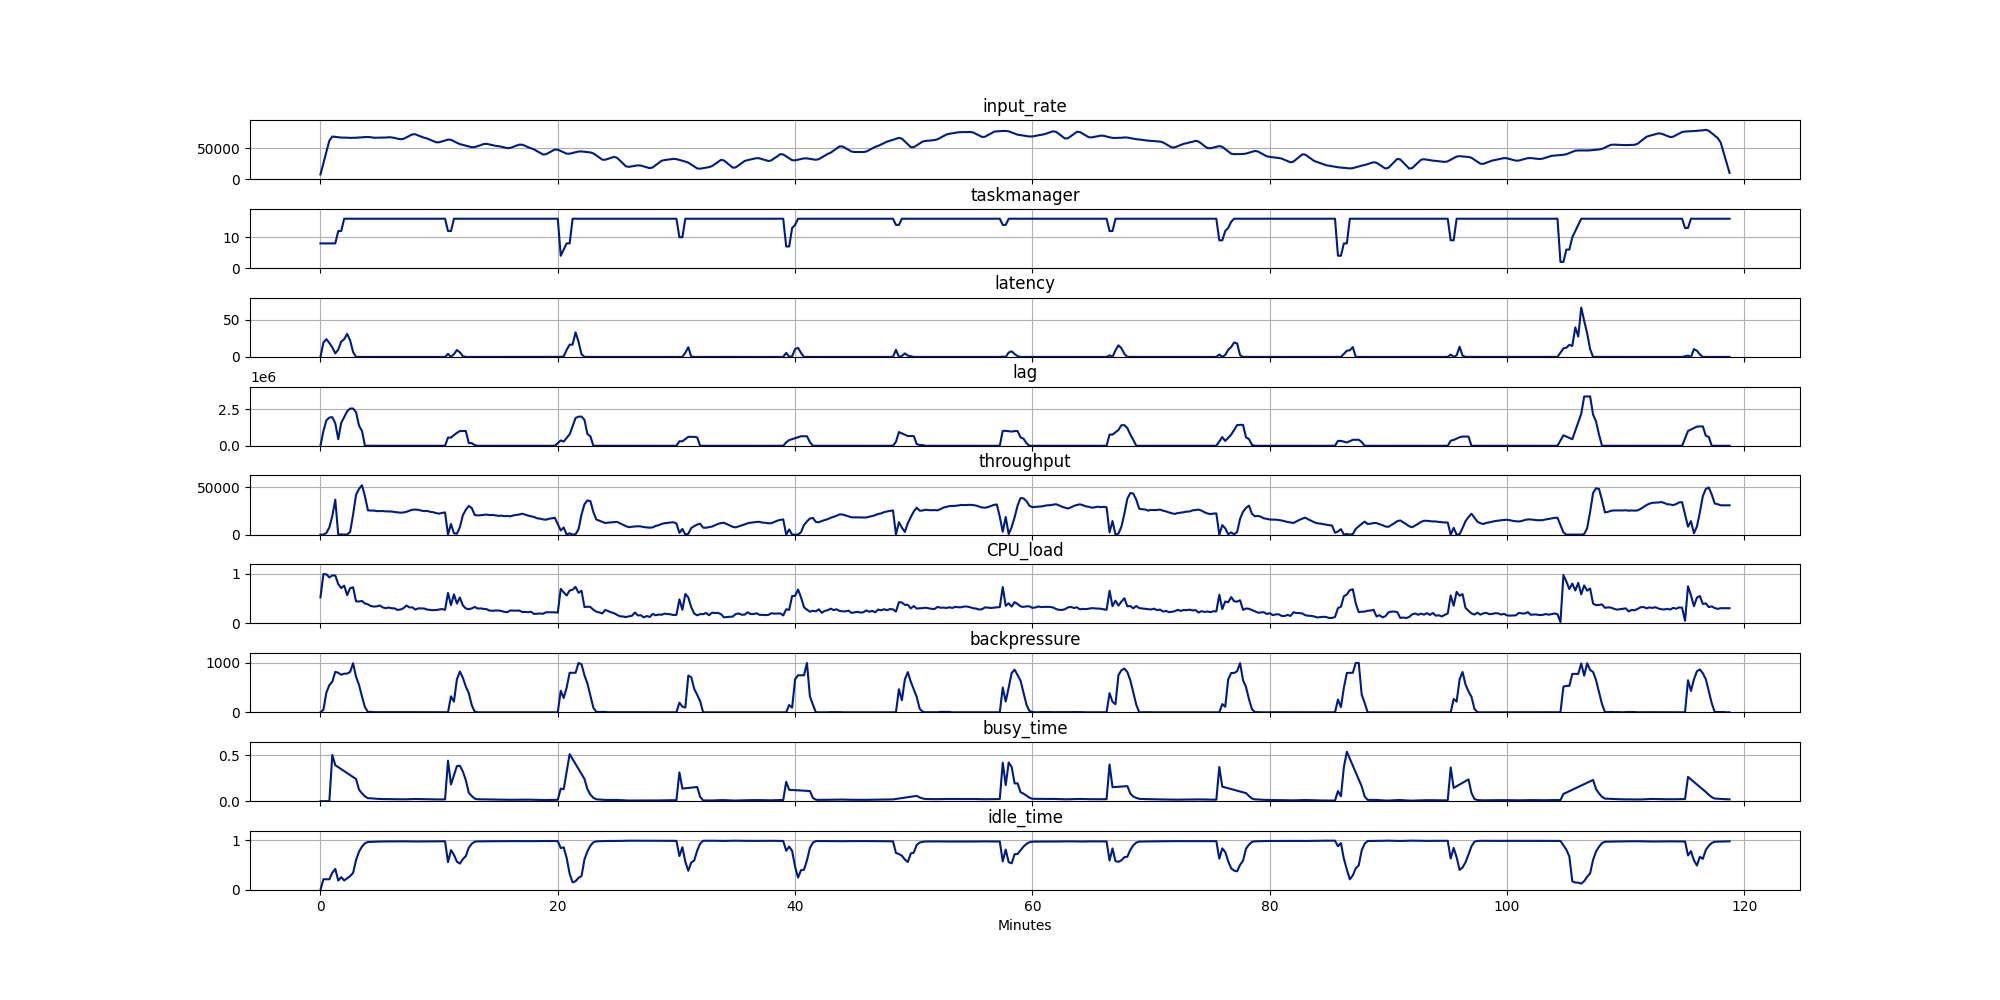 input_rate
50000
0
taskmanager
10
0
latency
50
0
1e6
lag
2.5
0.0
throughput
50000
0
CPU_load
1
0
backpressure
1000
0
busy_time
0.5
0.0
idle_time
1
0
0 20 40 60 80 100 120
Minutes